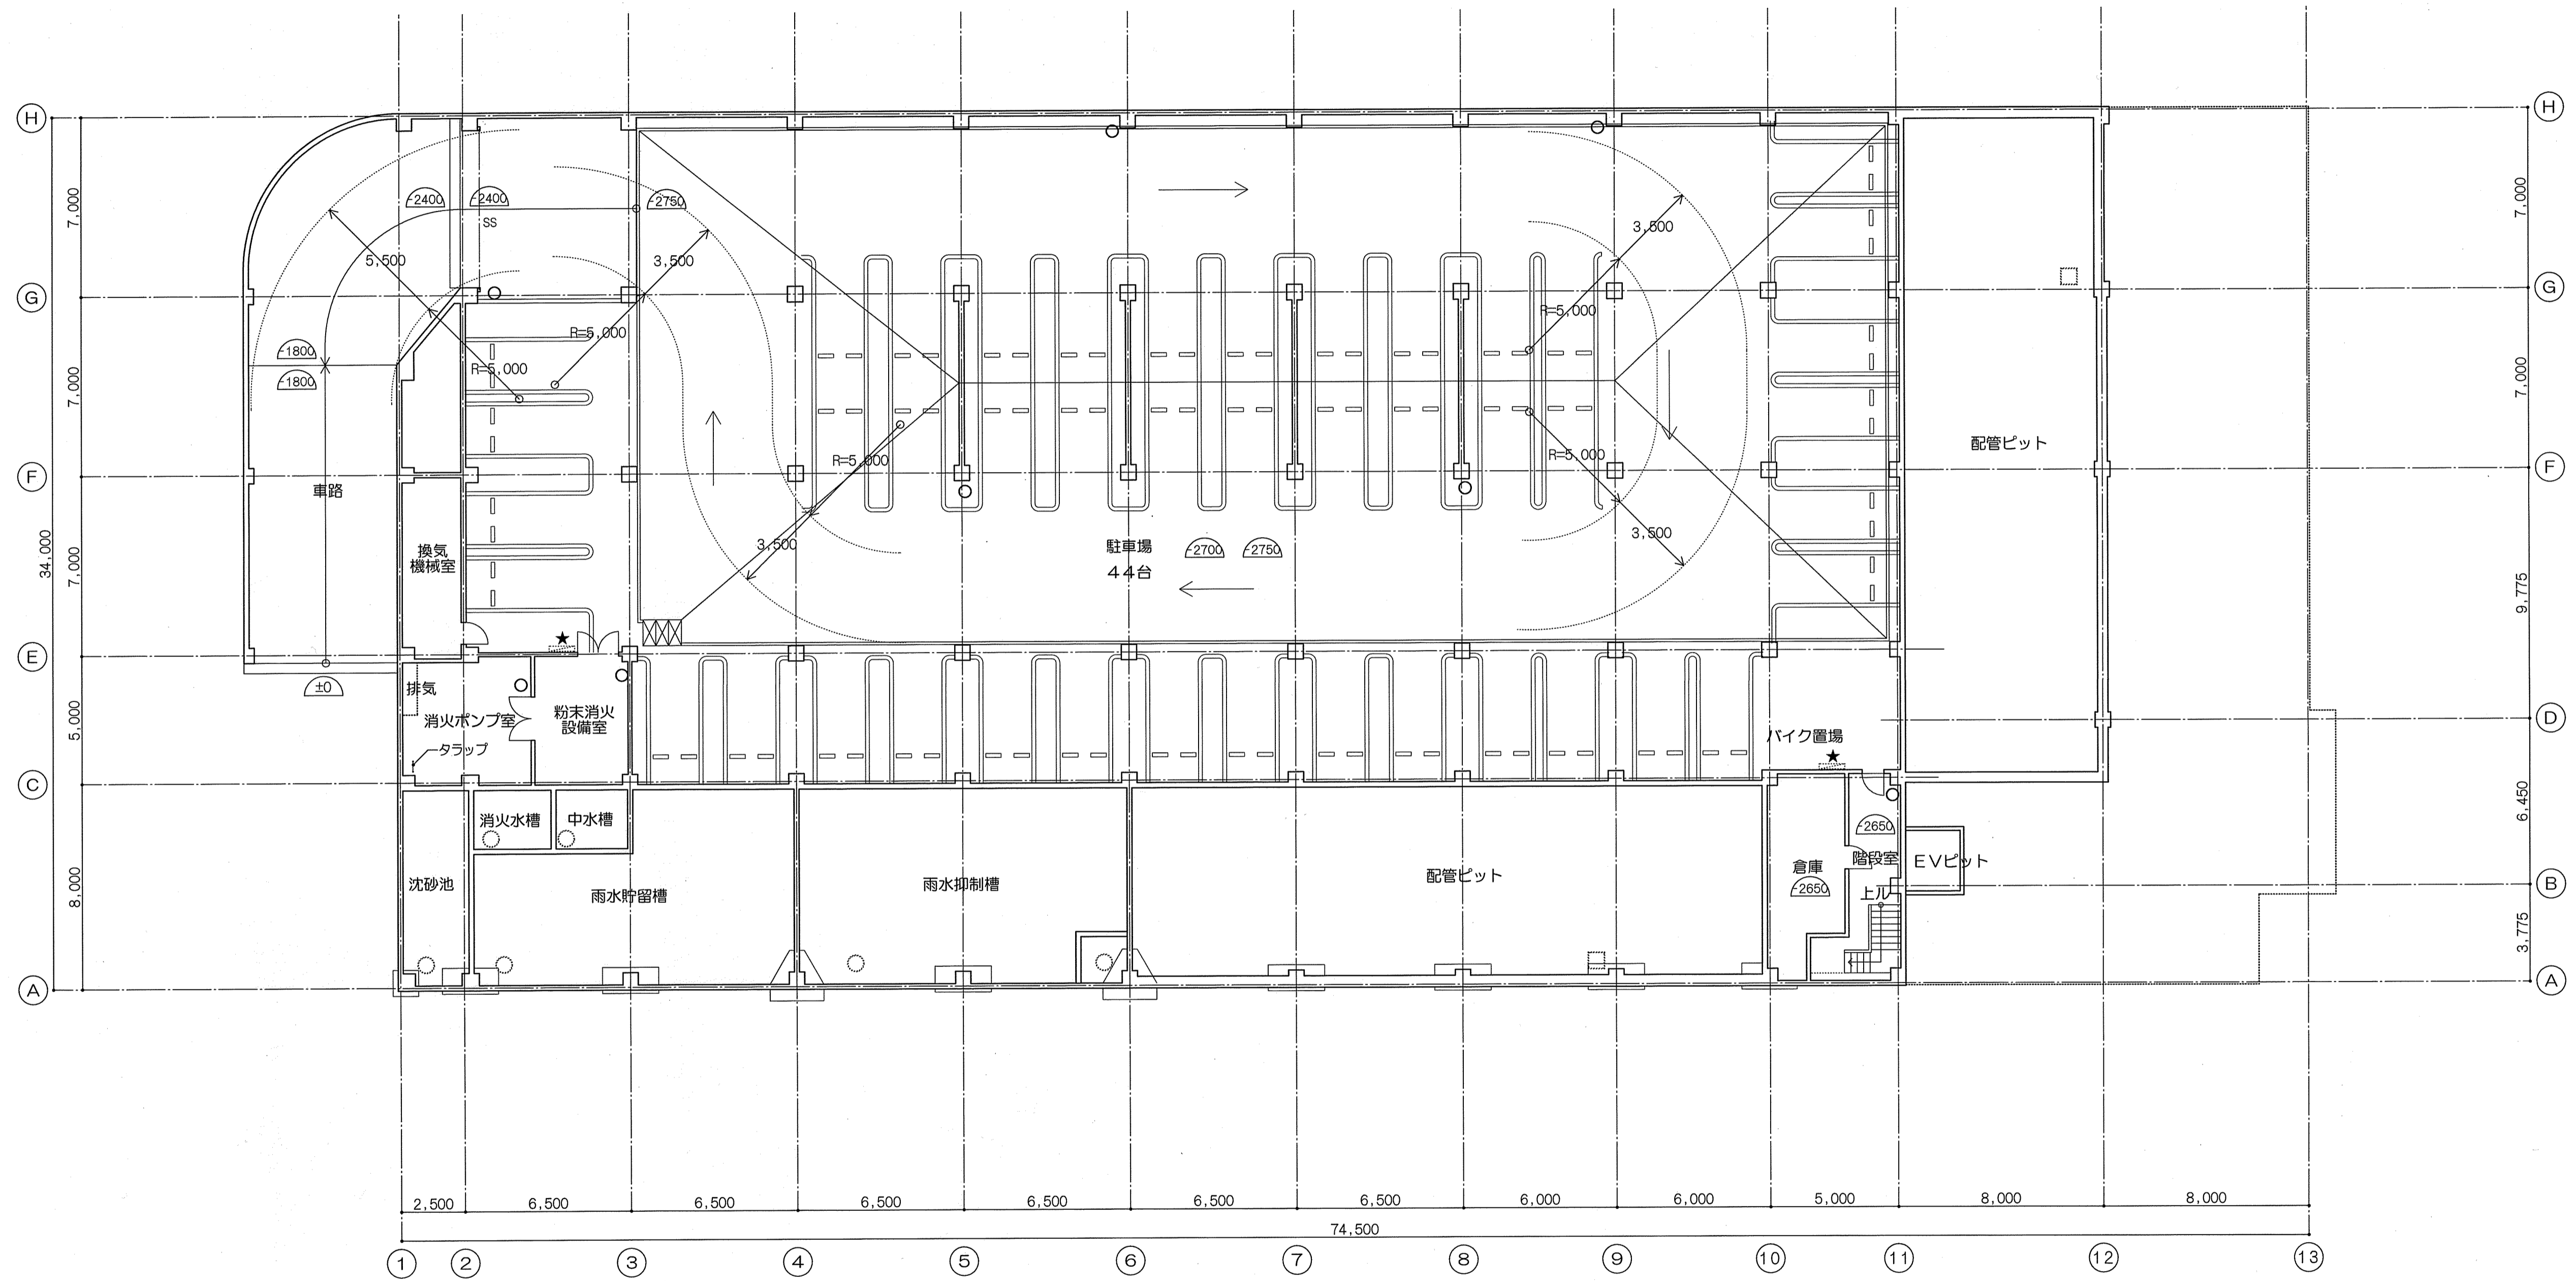 H
H
7,000
7,000
-2400
-2400
-2750
SS
5,500
3,500
3,500
G
G
R=5,000
R=5,000
-1800
-1800
R=5,000
7,000
7,000
配管ピット
F
F
車路
R=5,000
R=5,000
34,000
7,000
換気
機械室
3,500
駐車場
-2700
-2750
44台
3,500
9,775
★
E
±0
排気
消火ポンプ室
粉末消火
設備室
タラップ
5,000
バイク置場
★
D
C
消火水槽
中水槽
-2650
6,450
沈砂池
雨水貯留槽
雨水抑制槽
配管ピット
倉庫
-2650
階段室
EVピット
上ル
8,000
B
3,775
A
A
2,500
6,500
6,500
6,500
6,500
6,500
6,500
6,000
6,000
5,000
8,000
8,000
74,500
1
2
3
4
5
6
7
8
9
10
11
12
13